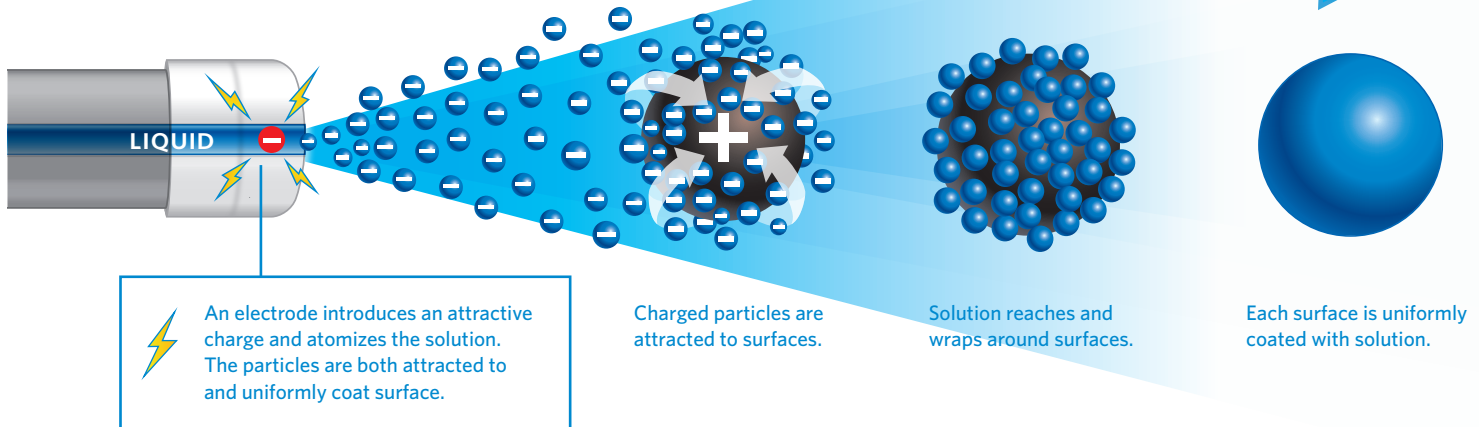 LIQUID
An electrode introduces an attractive
charge and atomizes the solution.
The particles are both attracted to
and uniformly coat surface.
Charged particles are
attracted to surfaces.
Solution reaches and
wraps around surfaces.
Each surface is uniformly
coated with solution.